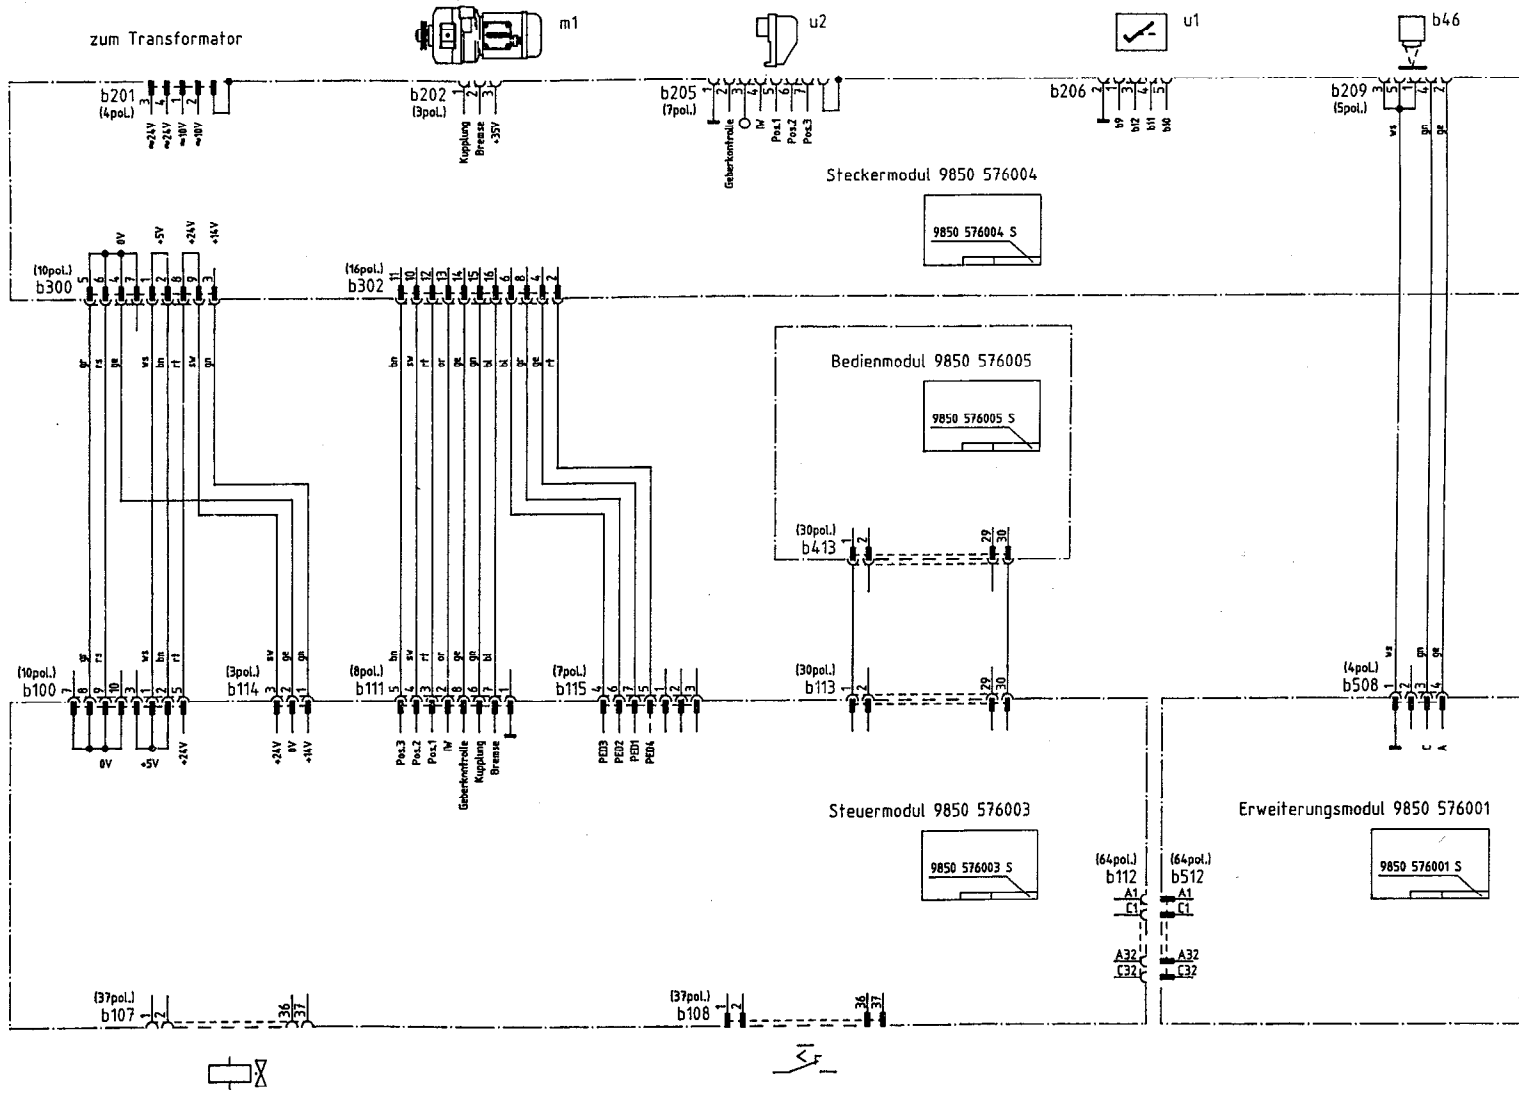 zum Transformator
m1
u2
u1
b46
b201
(4pol.)
3 4 1 2
≈24V ≈24V ≈10V ≈10V
b202
(3pol.)
1 2 3
Kupplung Bremse +35V
b205
(7pol.)
1 2 3 4 5 6 7
Geberkontrolle IW Pos.1 Pos.2 Pos.3
b206
2 1 3 4 5
b9 b12 b11 b10
b209
(5pol.)
3 5 1 4 2
ws gn ge
Steckermodul 9850 576004
9850 576004 S
0V +5V +24V +14V
(10pol.)
b300
5 6 4 7 1 2 8 9 3
(16pol.)
b302
11 10 12 13 14 15 16 6 8 4 2
gr rs ge ws bn rt sw gn
bn sw rt or ge gn bl bl gr ge rt
Bedienmodul 9850 576005
9850 576005 S
(30pol.)
b413
1 2 29 30
gr rs ws bn rt sw ge gn
bn sw rt or ge gn bl
ws gn ge
(10pol.)
b100
7 8 9 10 3 1 2 5
(3pol.)
b114
3 2 1
(8pol.)
b111
5 4 3 2 8 6 7 1
(7pol.)
b115
4 6 7 5 1 2 3
(30pol.)
b113
1 2 29 30
(4pol.)
b508
1 2 3 4
0V +5V +24V
+24V 0V +14V
Pos.3 Pos.2 Pos.1 IW Geberkontrolle Kupplung Bremse
PED3 PED2 PED1 PED4
C A
Steuermodul 9850 576003
9850 576003 S
Erweiterungsmodul 9850 576001
9850 576001 S
(64pol.)
b112
A1
C1
A32
C32
(64pol.)
b512
A1
C1
A32
C32
(37pol.)
b107
1 2 36 37
(37pol.)
b108
1 2 36 37